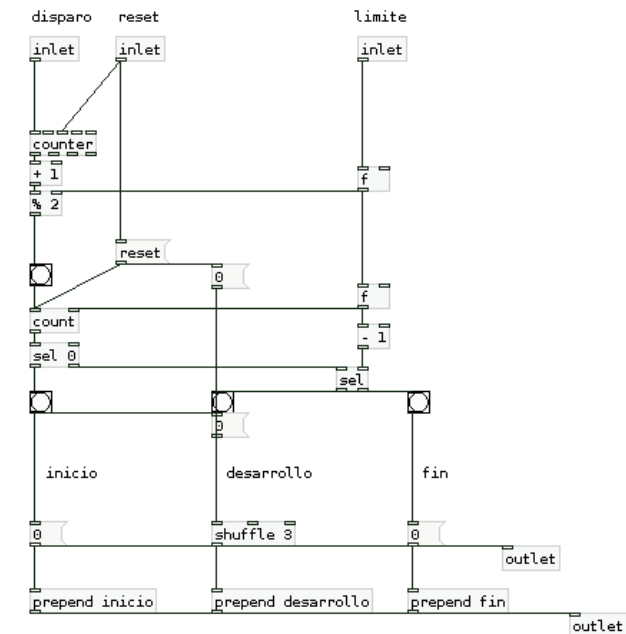 disparo reset limite
inlet inlet inlet
counter
+ 1
f
% 2
reset
0
f
count
- 1
sel 0
sel
0
inicio desarrollo fin
0 shuffle 3 0
outlet
prepend inicio prepend desarrollo prepend fin
outlet